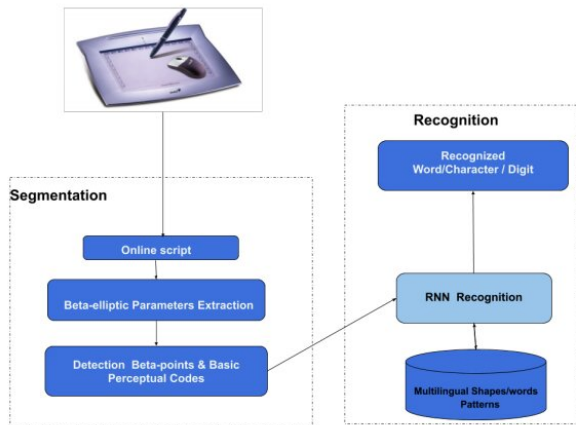 Segmentation
Online script
Beta-elliptic Parameters Extraction
Detection Beta-points & Basic
Perceptual Codes
Recognition
Recognized
Word/Character / Digit
RNN Recognition
Multilingual Shapes/words
Patterns